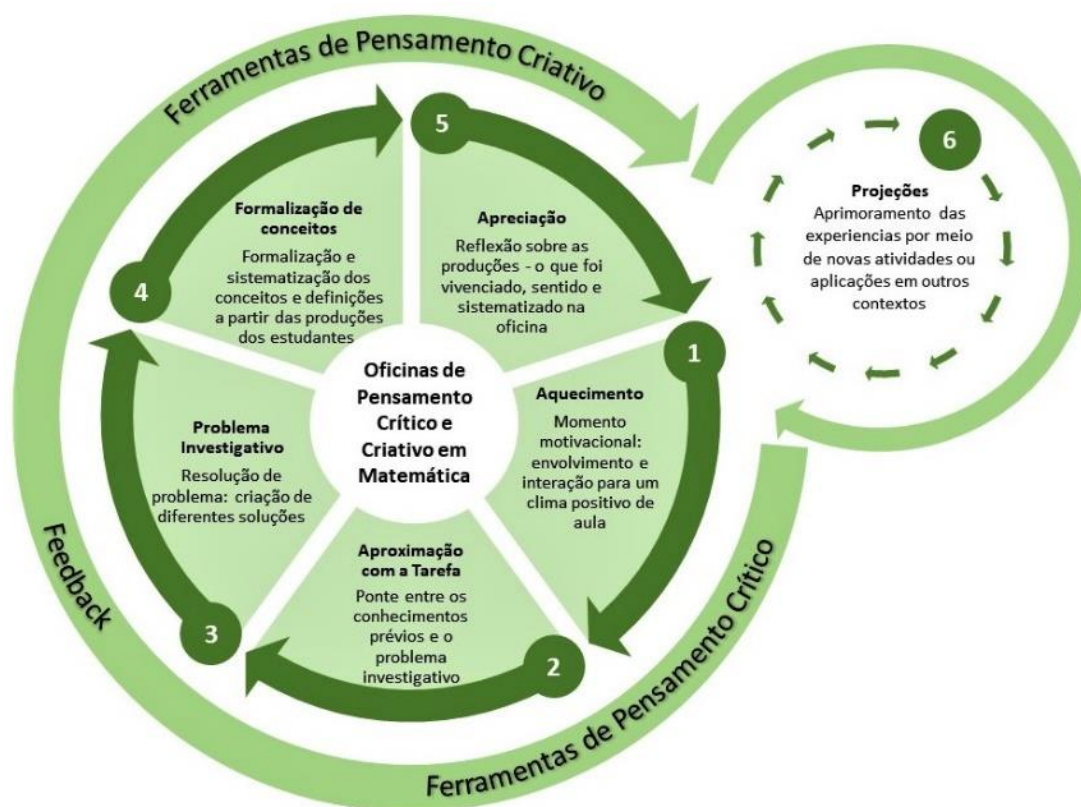 Ferramentas de Pensamento Criativo
Oficinas de
Pensamento
Crítico e
Criativo em
Matemática
1
Aquecimento
Momento
motivacional:
envolvimento e
interação para um
clima positivo de
aula
2
Aproximação
com a Tarefa
Ponte entre os
conhecimentos
prévios e o
problema
investigativo
3
Problema
Investigativo
Resolução de
problema: criação de
diferentes soluções
4
Formalização de
conceitos
Formalização e
sistematização dos
conceitos e definições
a partir das produções
dos estudantes
5
Apreciação
Reflexão sobre as
produções - o que foi
vivenciado, sentido e
sistematizado na
oficina
6
Projeções
Aprimoramento das
experiencias por meio
de novas atividades ou
aplicações em outros
contextos
Ferramentas de Pensamento Crítico
Feedback